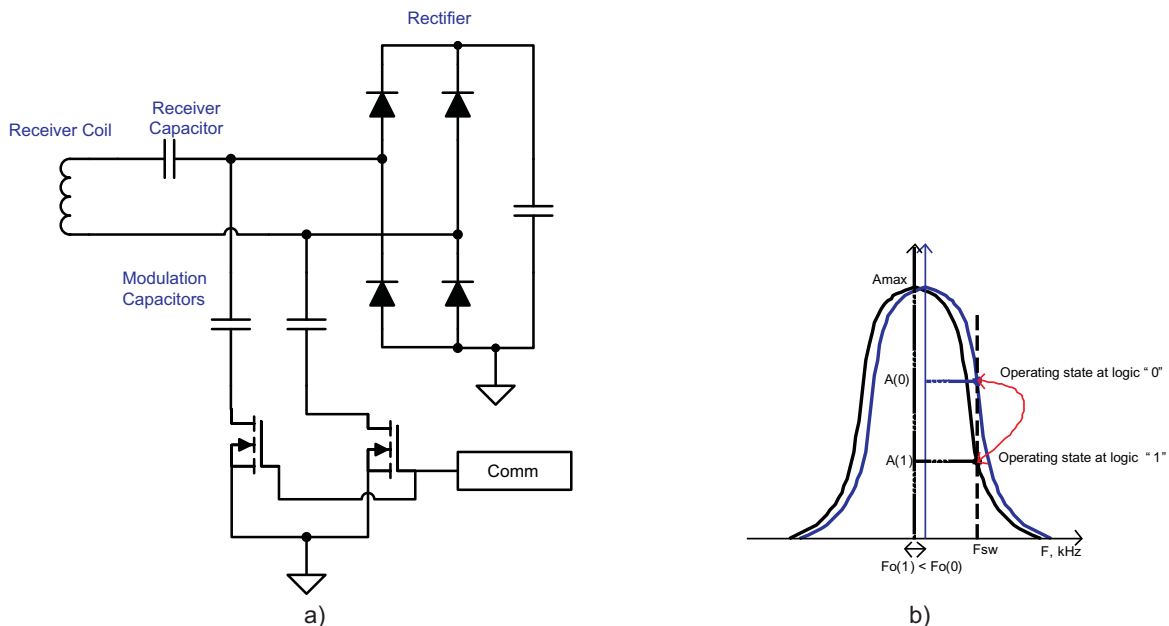 Rectifier
Receiver
Capacitor
Receiver Coil
Modulation
Capacitors
Comm
a)
Amax
A(0)
Operating state at logic “ 0”
A(1)
Operating state at logic “ 1”
Fsw
F, kHz
Fo(1) < Fo(0)
b)